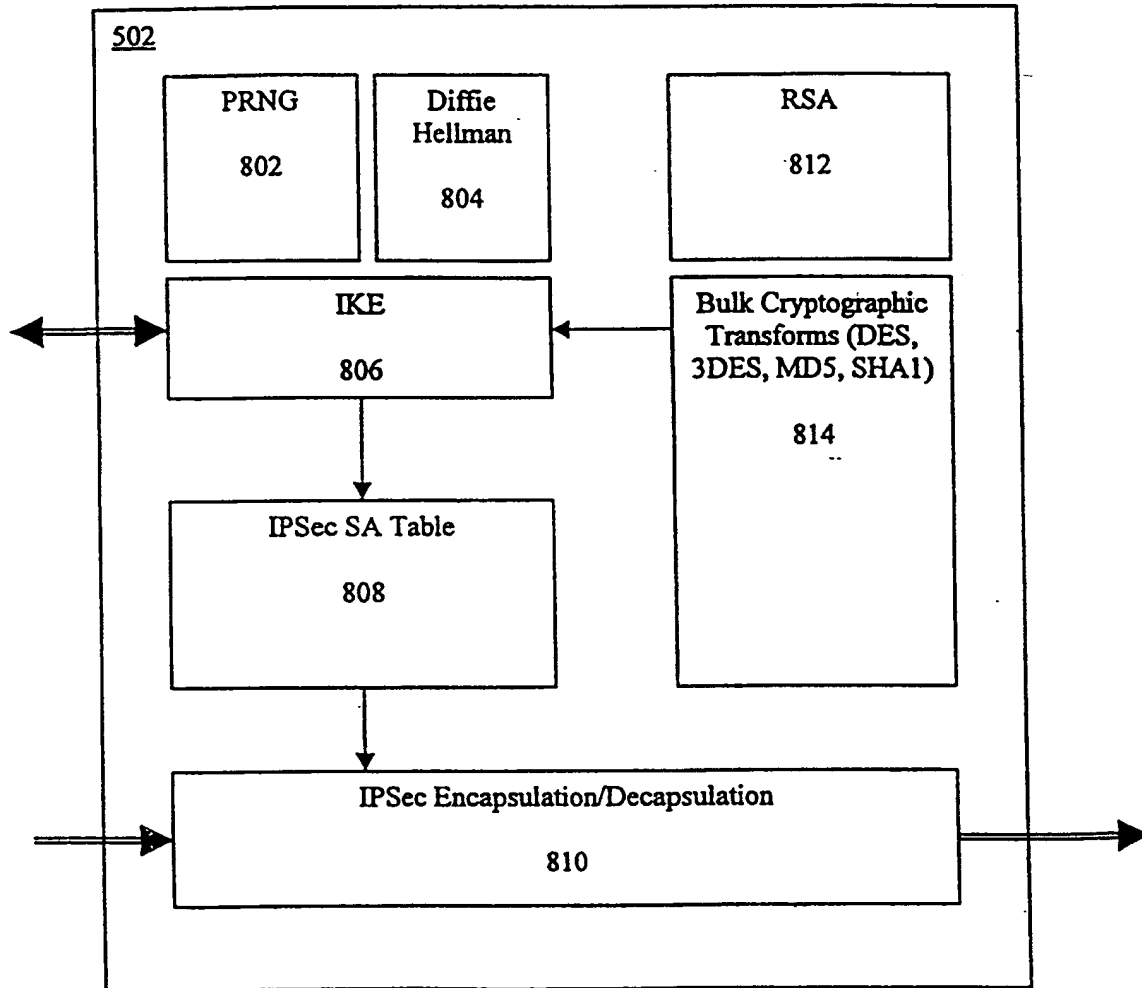 502
PRNG
802
Diffie
Hellman
804
RSA
812
IKE
806
Bulk Cryptographic
Transforms (DES,
3DES, MD5, SHA1)
814
IPSec SA Table
808
IPSec Encapsulation/Decapsulation
810